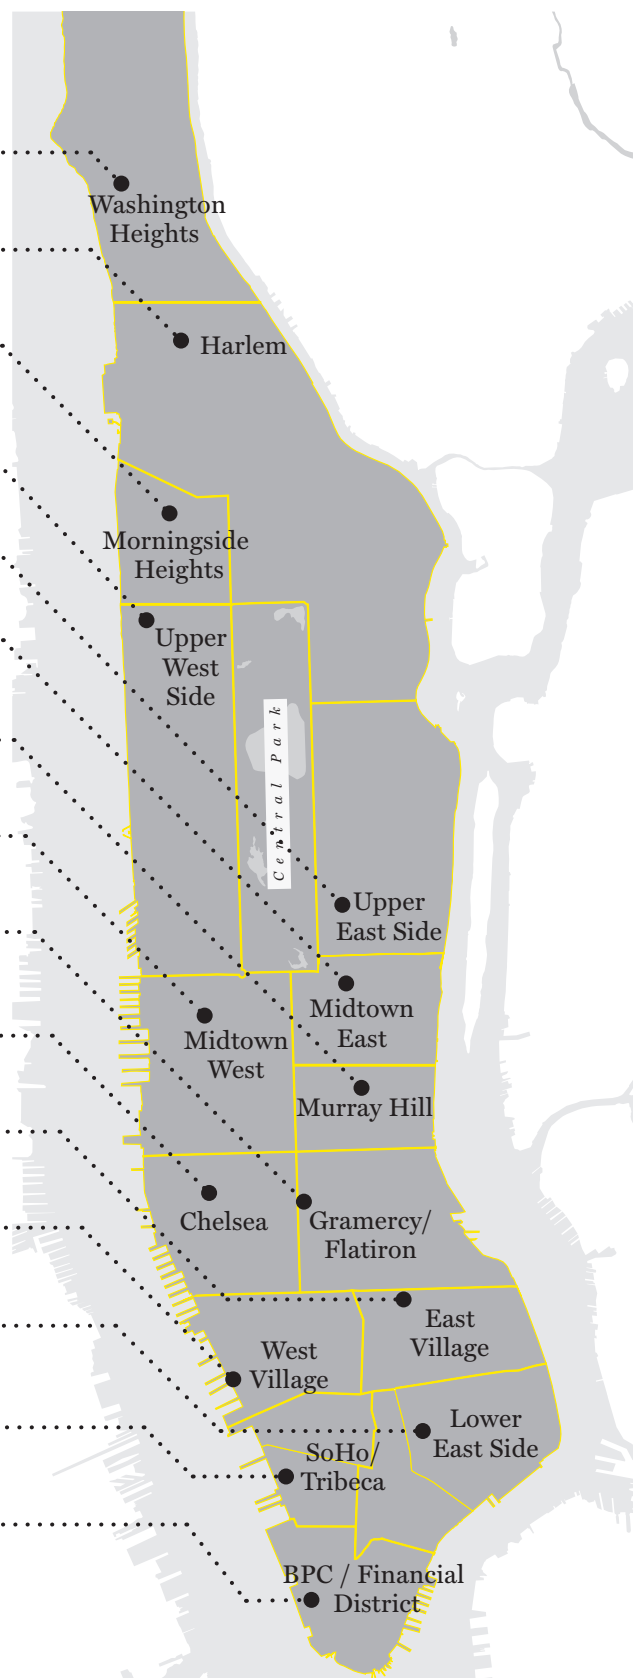 Washington
Heights
Harlem
Morningside
Heights
Upper
West
Side
Central Park
Upper
East Side
Midtown
East
Midtown
West
Murray Hill
Chelsea
Gramercy/
Flatiron
East
Village
West
Village
Lower
East Side
SoHo/
Tribeca
BPC / Financial
District